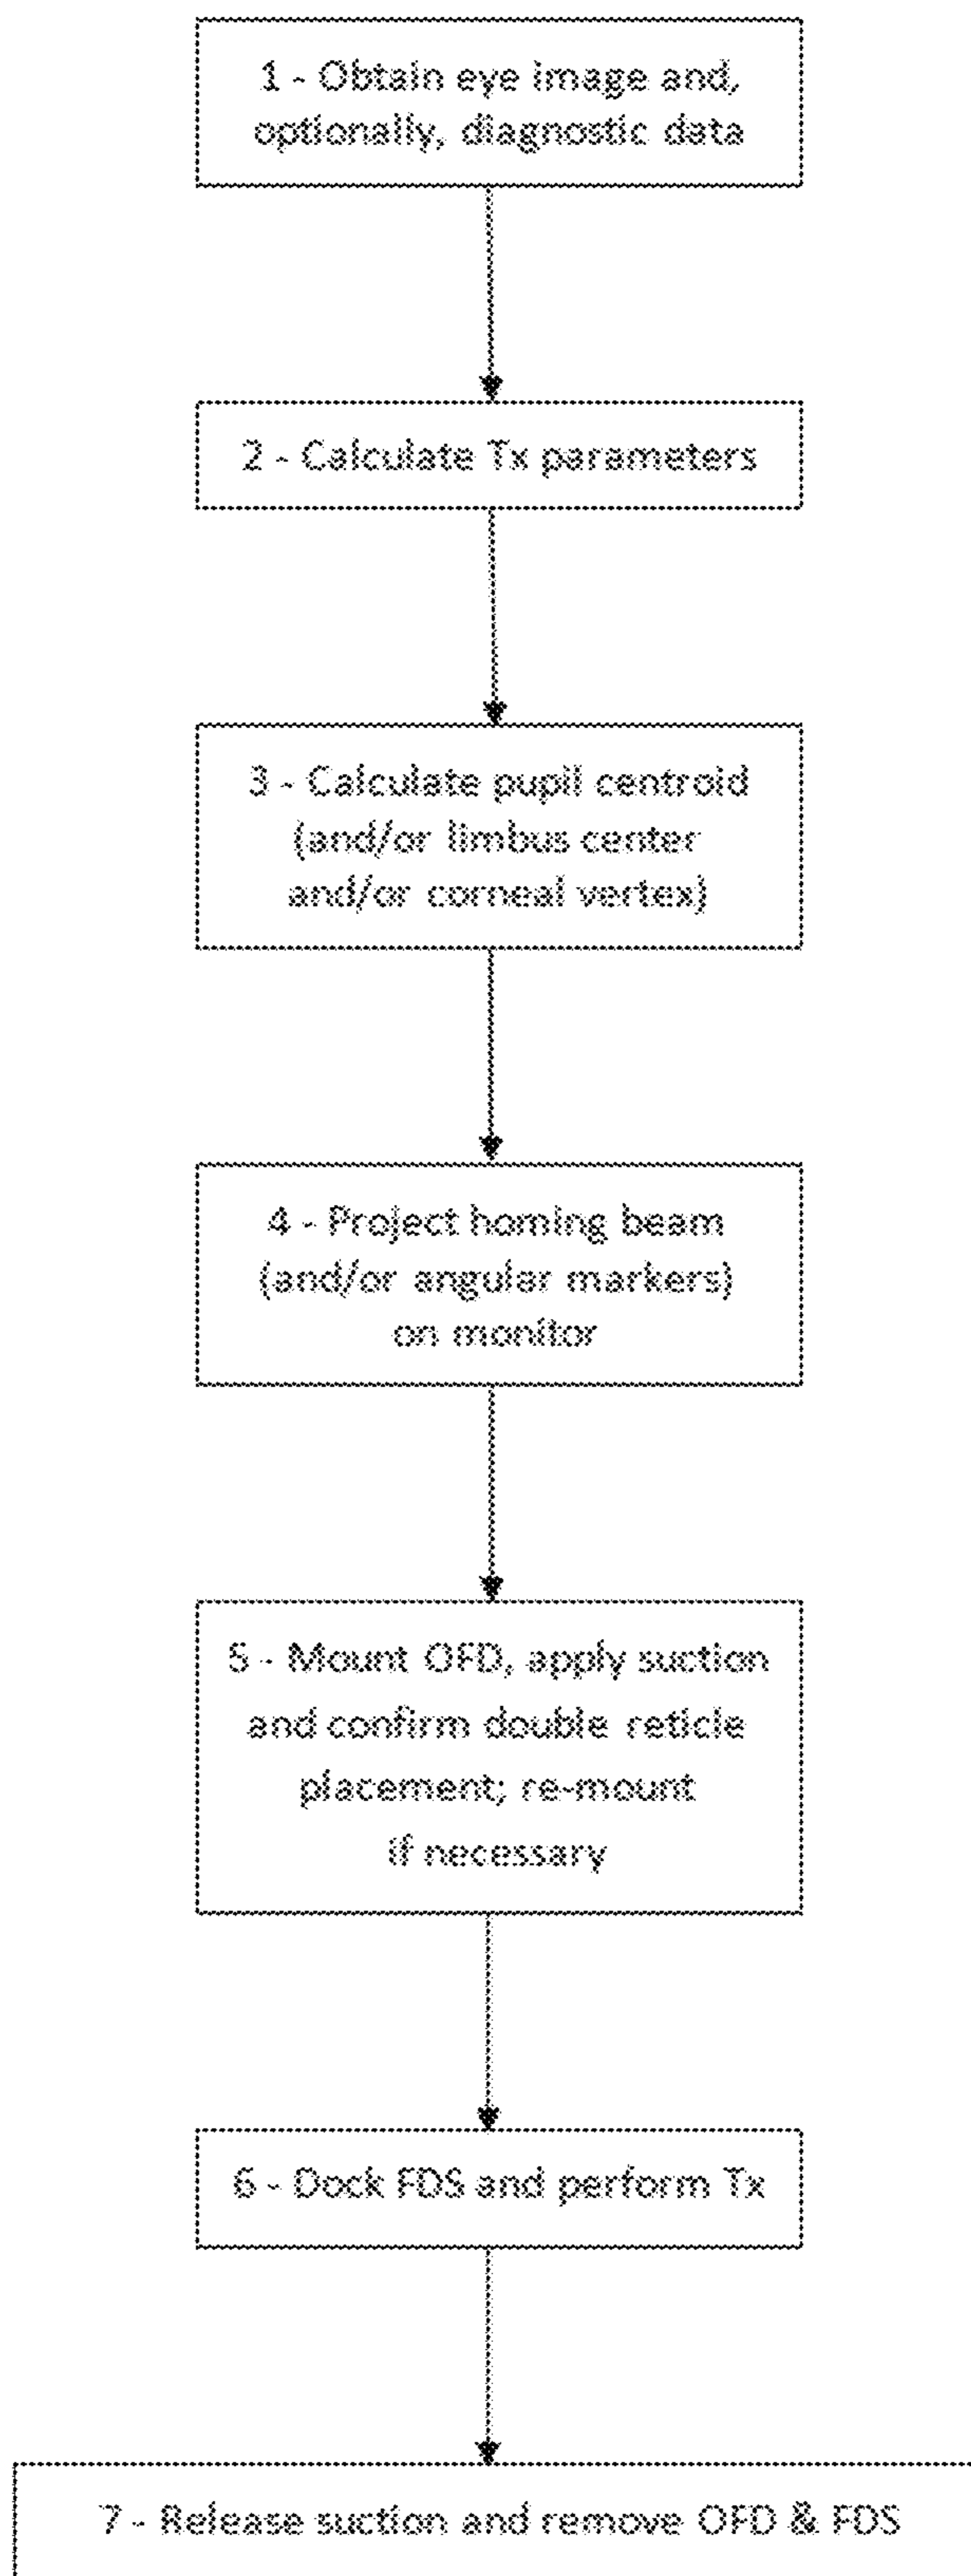 1 - Obtain eye image and,
optionally, diagnostic data
2 - Calculate Tx parameters
3 - Calculate pupil centroid
(and/or limbus center
and/or corneal vertex)
4 - Project homing beam
(and/or angular markers)
on monitor
5 - Mount OFD, apply suction
and confirm double reticle
placement; re-mount
if necessary
6 - Dock FDS and perform Tx
7 - Release suction and remove OFD & FDS